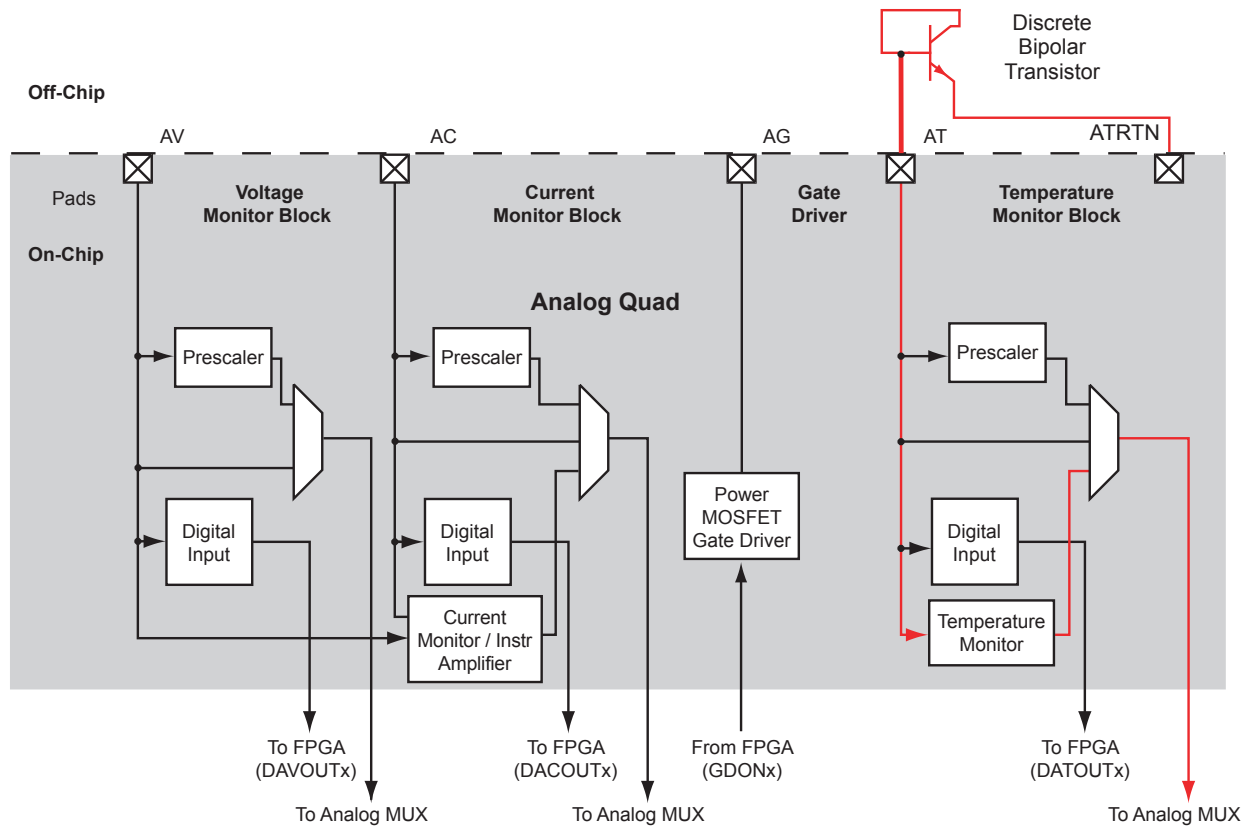 Discrete
Bipolar
Transistor
Off-Chip
AV
AC
AG
AT
ATRTN
Pads
Voltage
Monitor Block
Current
Monitor Block
Gate
Driver
Temperature
Monitor Block
On-Chip
Analog Quad
Prescaler
Prescaler
Prescaler
Digital
Input
Digital
Input
Power
MOSFET
Gate Driver
Digital
Input
Current
Monitor / Instr
Amplifier
Temperature
Monitor
To FPGA
(DAVOUTx)
To FPGA
(DACOUTx)
From FPGA
(GDONx)
To FPGA
(DATOUTx)
To Analog MUX
To Analog MUX
To Analog MUX